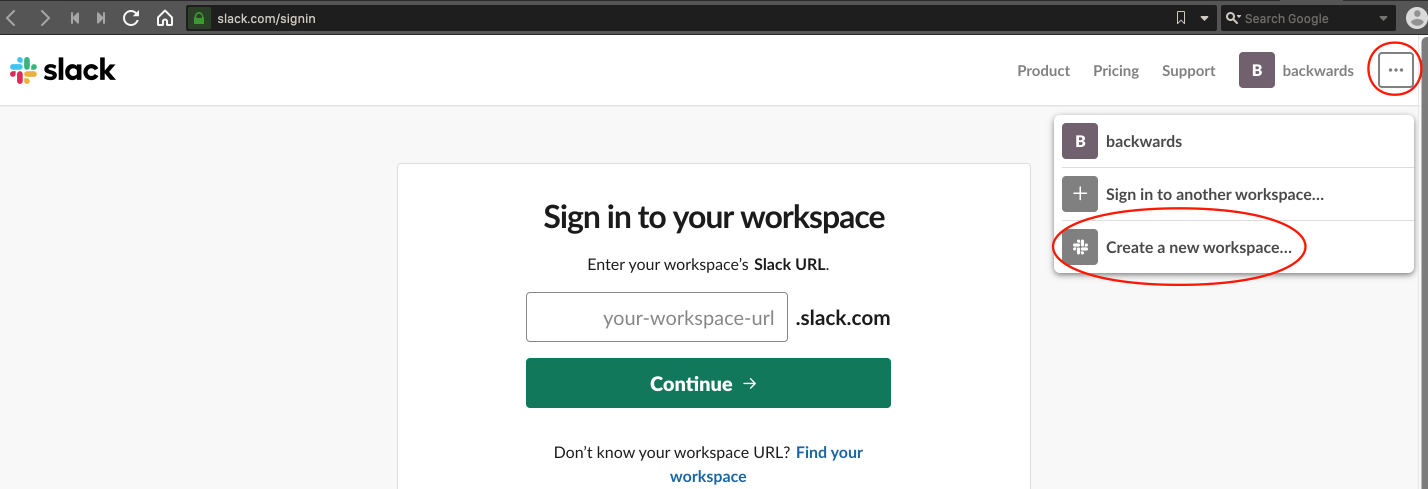 slack.com/signin
Search Google
slack
Product Pricing Support B backwards ...
B backwards
Sign in to another workspace...
Create a new workspace...
Sign in to your workspace
Enter your workspace’s Slack URL.
your-workspace-url .slack.com
Continue →
Don’t know your workspace URL? Find your
workspace